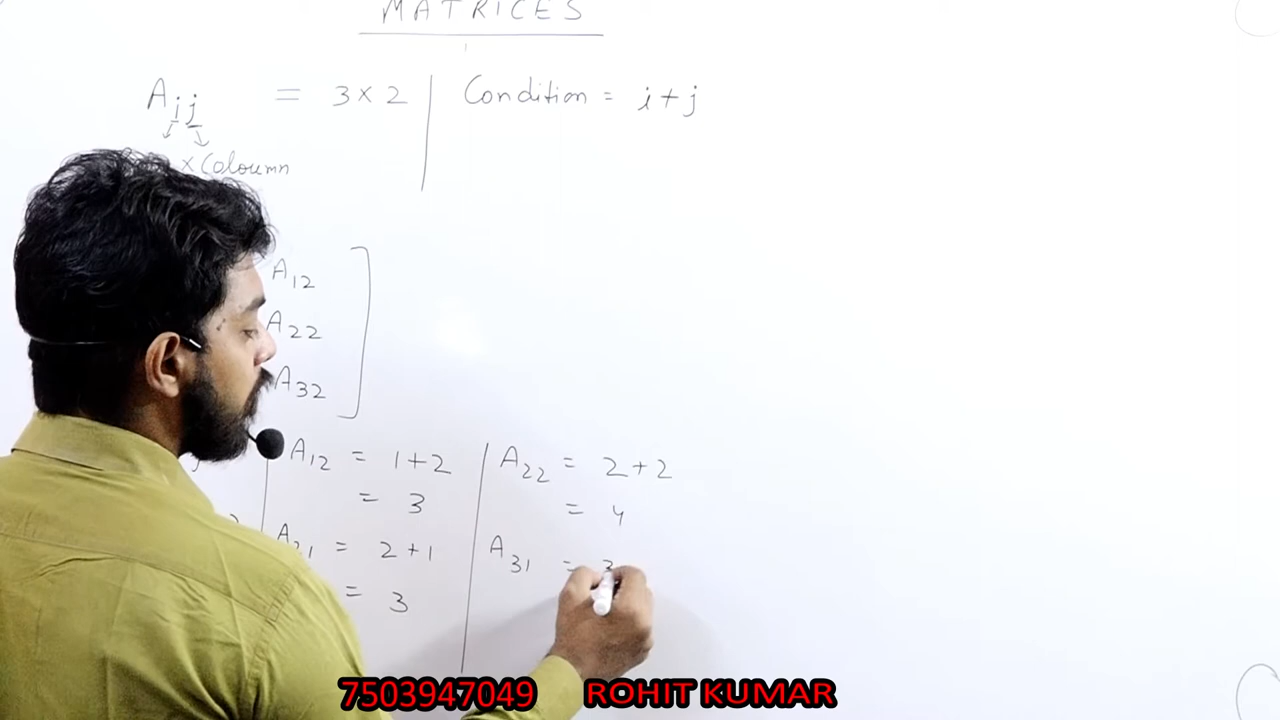 MATRICES
Aij = 3×2 | Condition = i+j
× Coloumn
A12
A22
A32
A12 = 1+2
= 3
A21 = 2+1
= 3
A22 = 2+2
= 4
A31 = 3
7503947049 ROHIT KUMAR